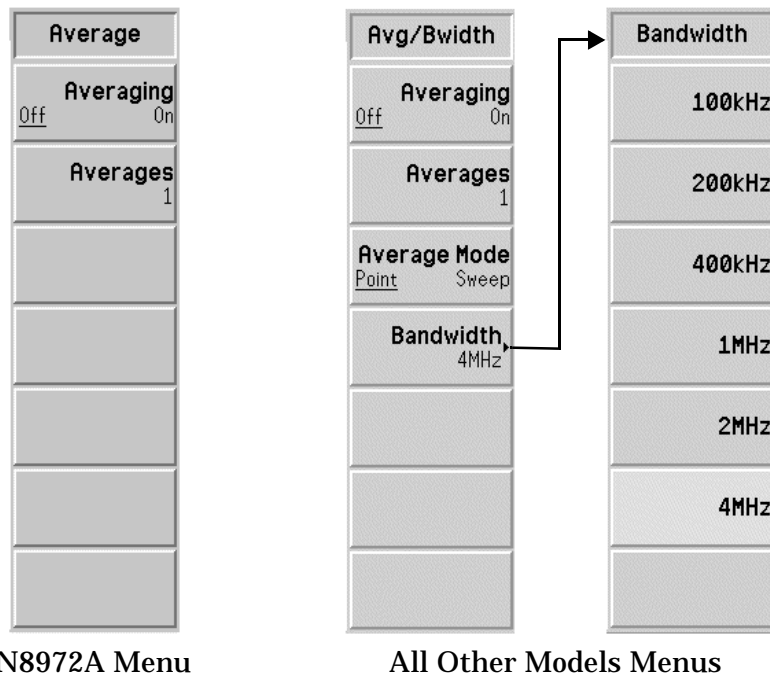 Average
Averaging
Off On
Averages
1
Avg/Bwidth
Averaging
Off On
Averages
1
Average Mode
Point Sweep
Bandwidth
4MHz
Bandwidth
100kHz
200kHz
400kHz
1MHz
2MHz
4MHz
N8972A Menu
All Other Models Menus